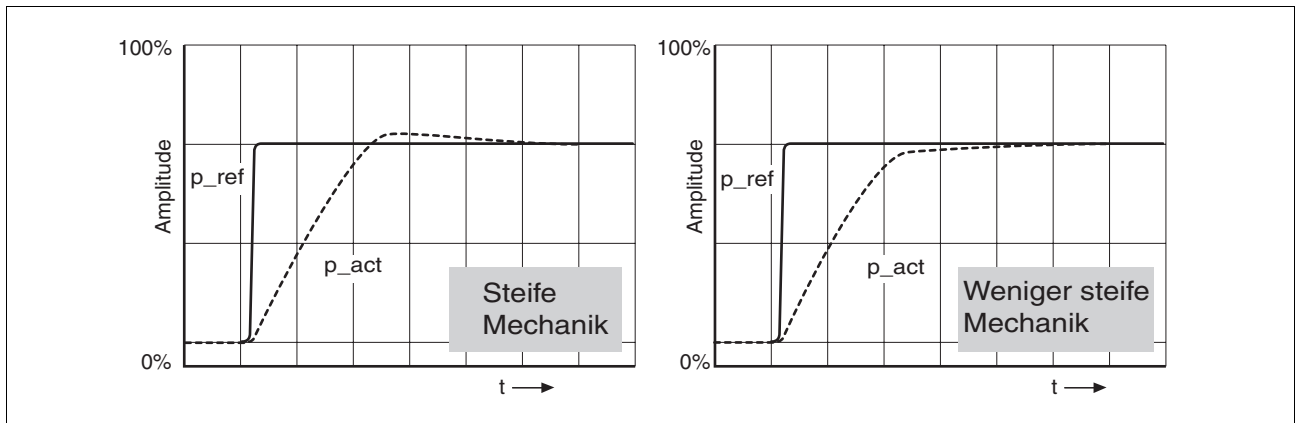 100%
Amplitude
p_ref
p_act
Steife
Mechanik
0%
t
100%
Amplitude
p_ref
p_act
Weniger steife
Mechanik
0%
t